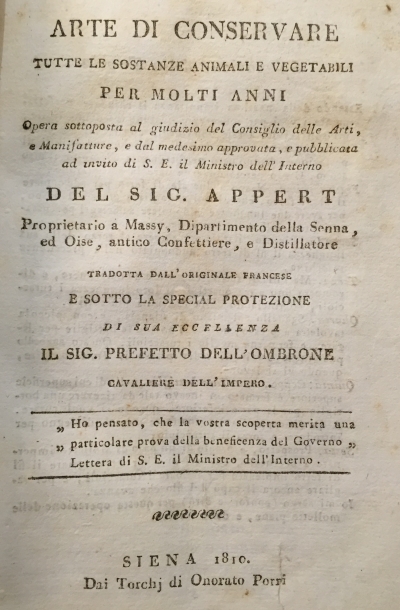 ARTE DI CONSERVARE
TUTTE LE SOSTANZE ANIMALI E VEGETABILI
PER MOLTI ANNI
Opera sottoposta al giudizio del Consiglio delle Arti,
e Manifatture, e dal medesimo approvata, e pubblicata
ad invito di S. E. il Ministro dell'Interno
DEL SIG. APPERT
Proprietario a Massy, Dipartimento della Senna,
ed Oise, antico Confettiere, e Distillatore
TRADOTTA DALL'ORIGINALE FRANCESE
E SOTTO LA SPECIAL PROTEZIONE
DI SUA ECCELLENZA
IL SIG. PREFETTO DELL'OMBRONE
CAVALIERE DELL'IMPERO.
„ Ho pensato, che la vostra scoperta merita una
„ particolare prova della beneficenza del Governo „
Lettera di S. E. il Ministro dell'Interno.
SIENA 1810.
Dai Torchj di Onorato Porri